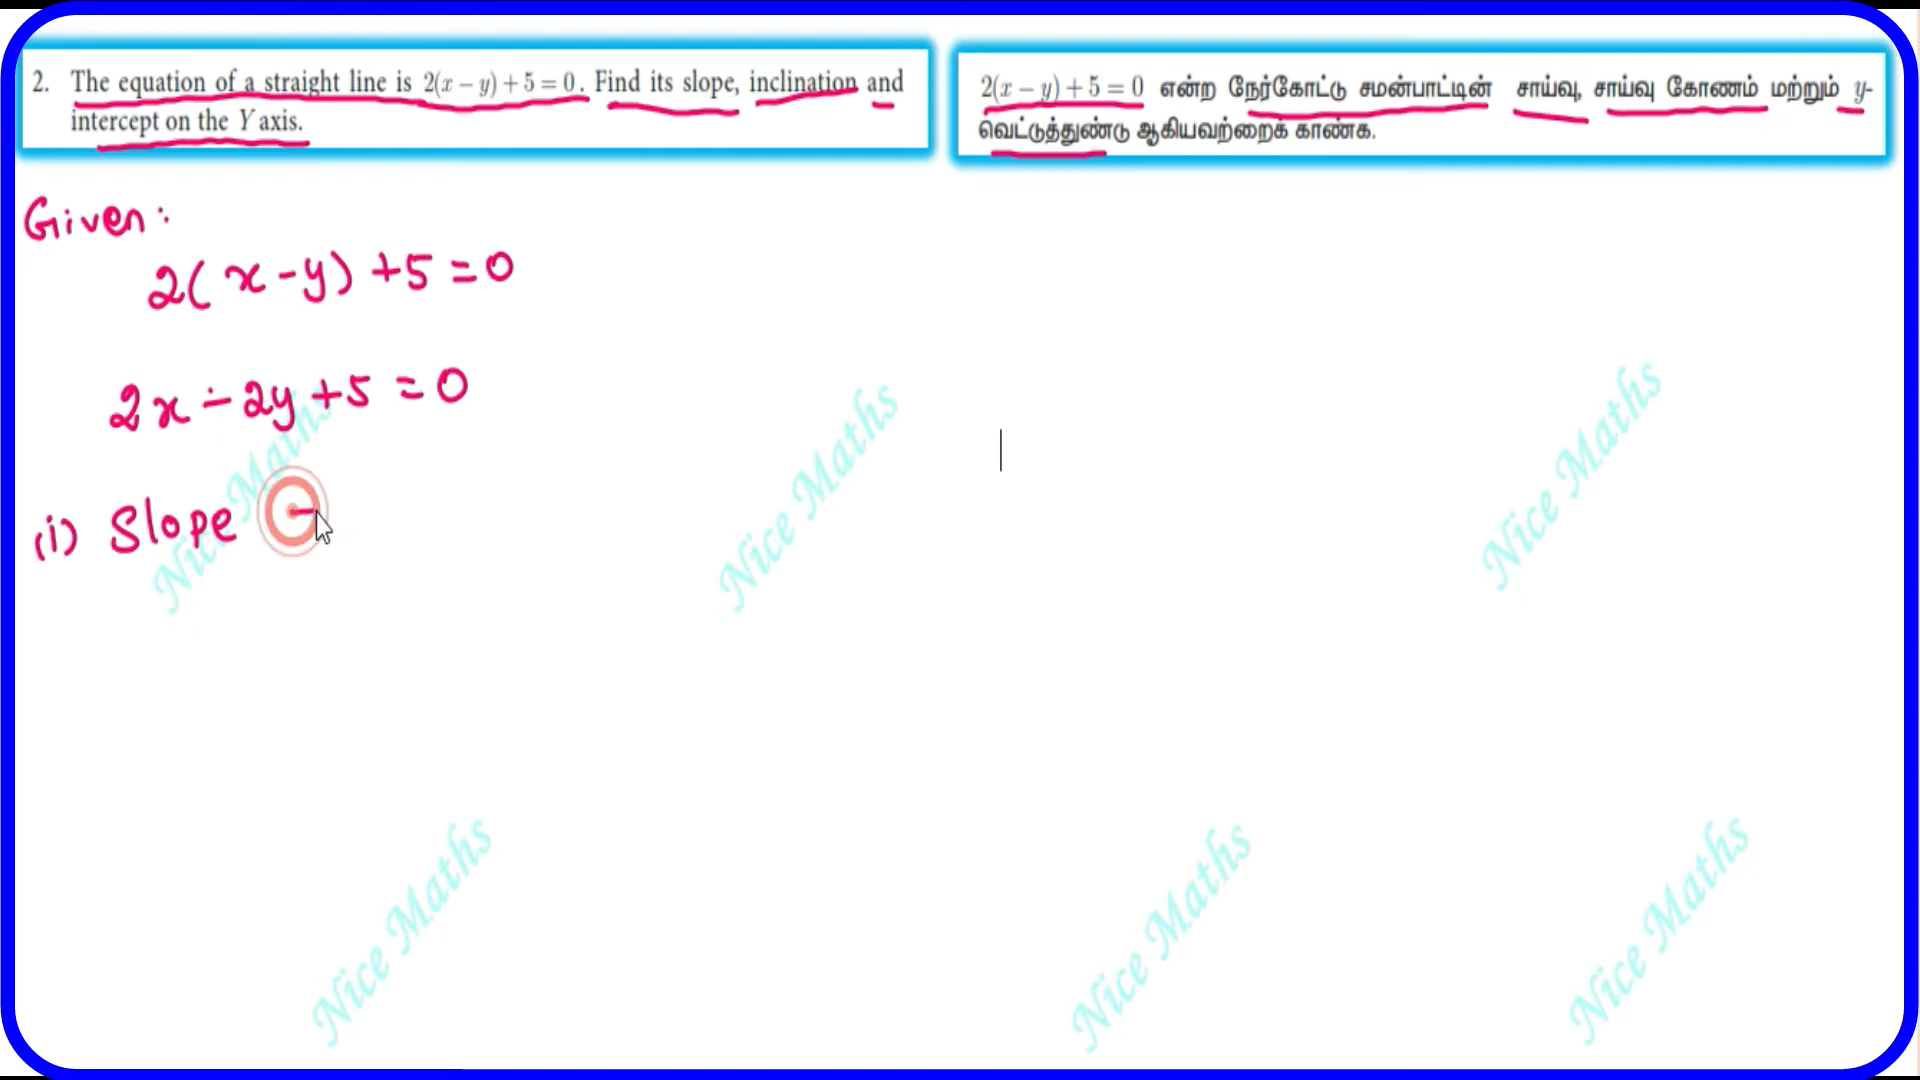 2. The equation of a straight line is 2(x − y) + 5 = 0. Find its slope, inclination and
intercept on the Y axis.
2(x − y) + 5 = 0 என்ற நேர்கோட்டு சமன்பாட்டின் சாய்வு, சாய்வு கோணம் மற்றும் y-
வெட்டுத்துண்டு ஆகியவற்றைக் காண்க.
Given:
2(x-y) +5 =0
2x - 2y +5 =0
(i) Slope
Nice Maths
Nice Maths
Nice Maths
Nice Maths
Nice Maths
Nice Maths